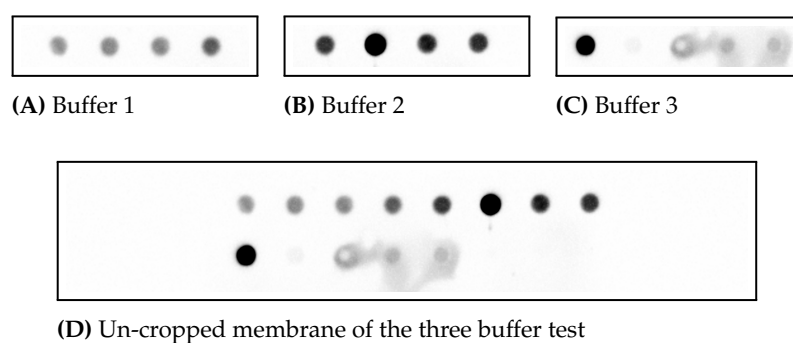 (A) Buffer 1
(B) Buffer 2
(C) Buffer 3
(D) Un-cropped membrane of the three buffer test